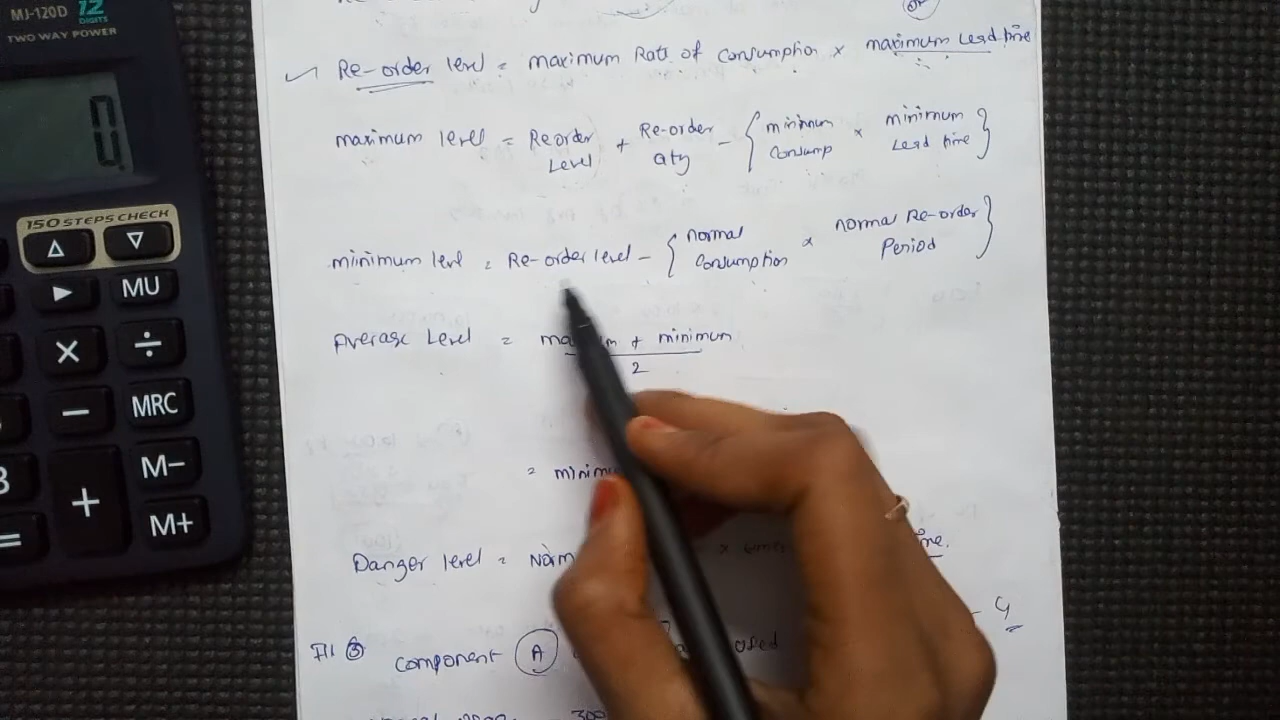 MJ-120D 12 DIGITS
TWO WAY POWER
0.
150 STEPS CHECK
MU
× ÷
− MRC
M−
+ M+
=
Re-order level = maximum Rate of consumption × maximum Lead time
maximum level = Reorder Level + Re-order qty − { minimum consump × minimum Lead time }
minimum level = Re-order level − { normal consumption × normal Re-order Period }
Average Level = + minimum
2
=
Danger level =
Ill 3 component A used